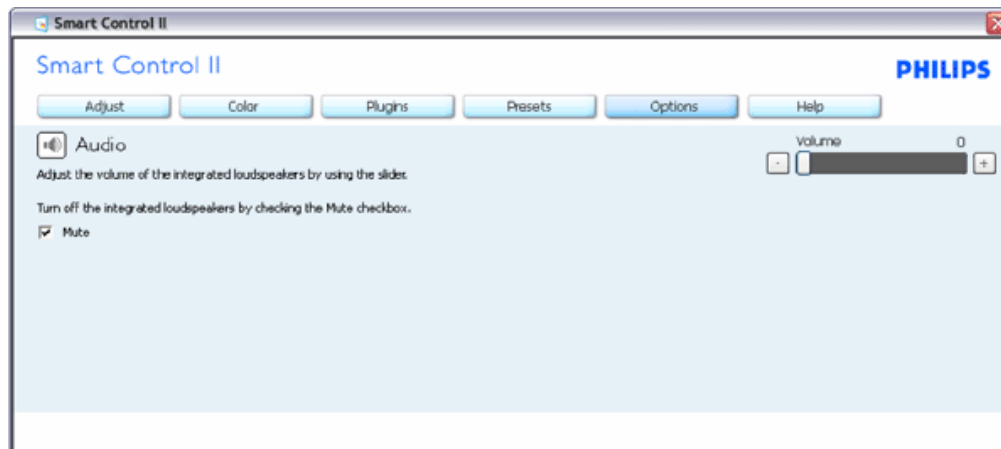 Smart Control II
Smart Control II
PHILIPS
Adjust Color Plugins Presets Options Help
Audio
Volume 0
- +
Adjust the volume of the integrated loudspeakers by using the slider.
Turn off the integrated loudspeakers by checking the Mute checkbox.
Mute